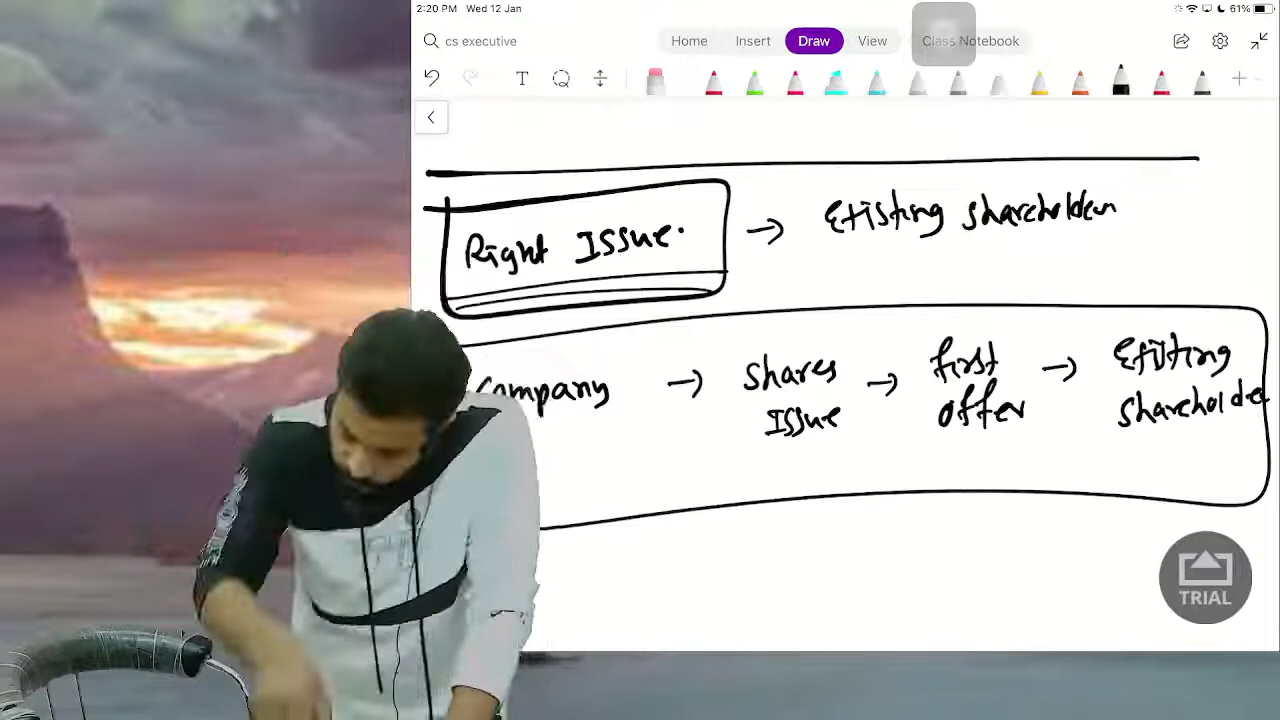 2:20 PM Wed 12 Jan
61%
cs executive
Home Insert Draw View Class Notebook
T
Right Issue. → Existing shareholders
Company → Shares Issue → first offer → Existing shareholder
TRIAL